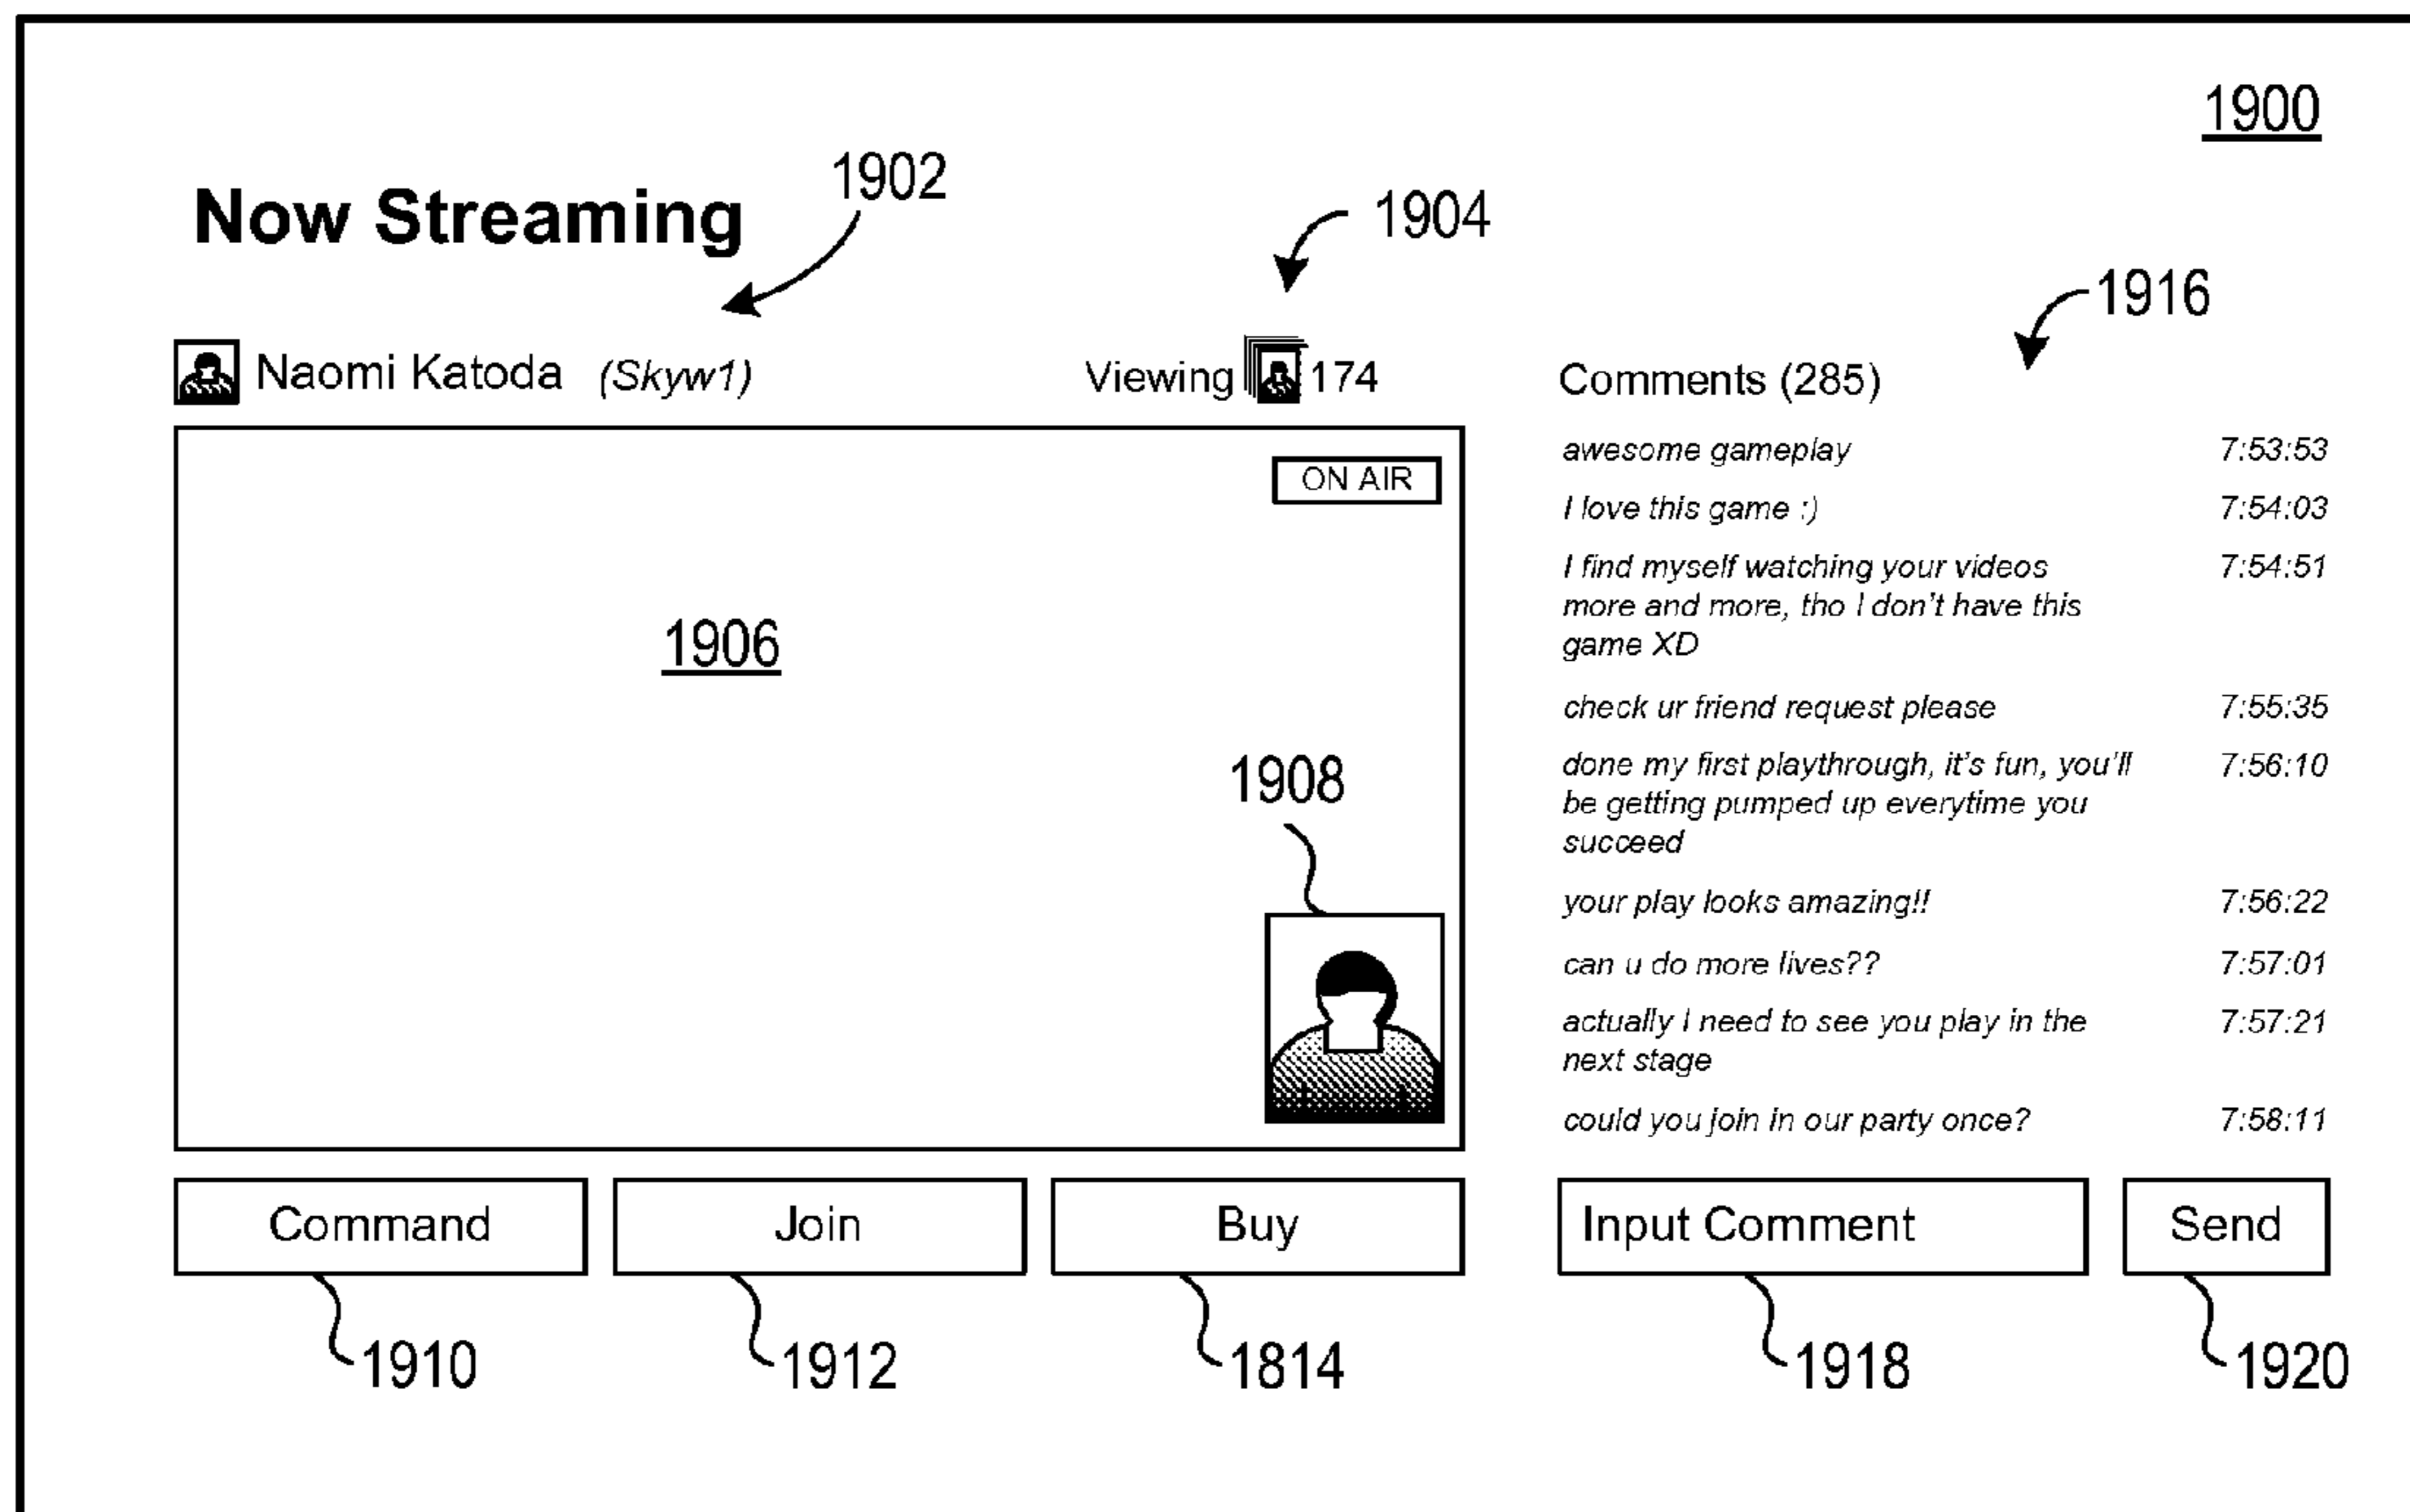 1900
Now Streaming
1902
1904
1916
Naomi Katoda (Skyw1)
Viewing 174
ON AIR
1906
1908
Command
Join
Buy
1910
1912
1814
Comments (285)
awesome gameplay 7:53:53
I love this game :) 7:54:03
I find myself watching your videos 7:54:51
more and more, tho I don't have this
game XD
check ur friend request please 7:55:35
done my first playthrough, it's fun, you'll 7:56:10
be getting pumped up everytime you
succeed
your play looks amazing!! 7:56:22
can u do more lives?? 7:57:01
actually I need to see you play in the 7:57:21
next stage
could you join in our party once? 7:58:11
Input Comment
Send
1918
1920